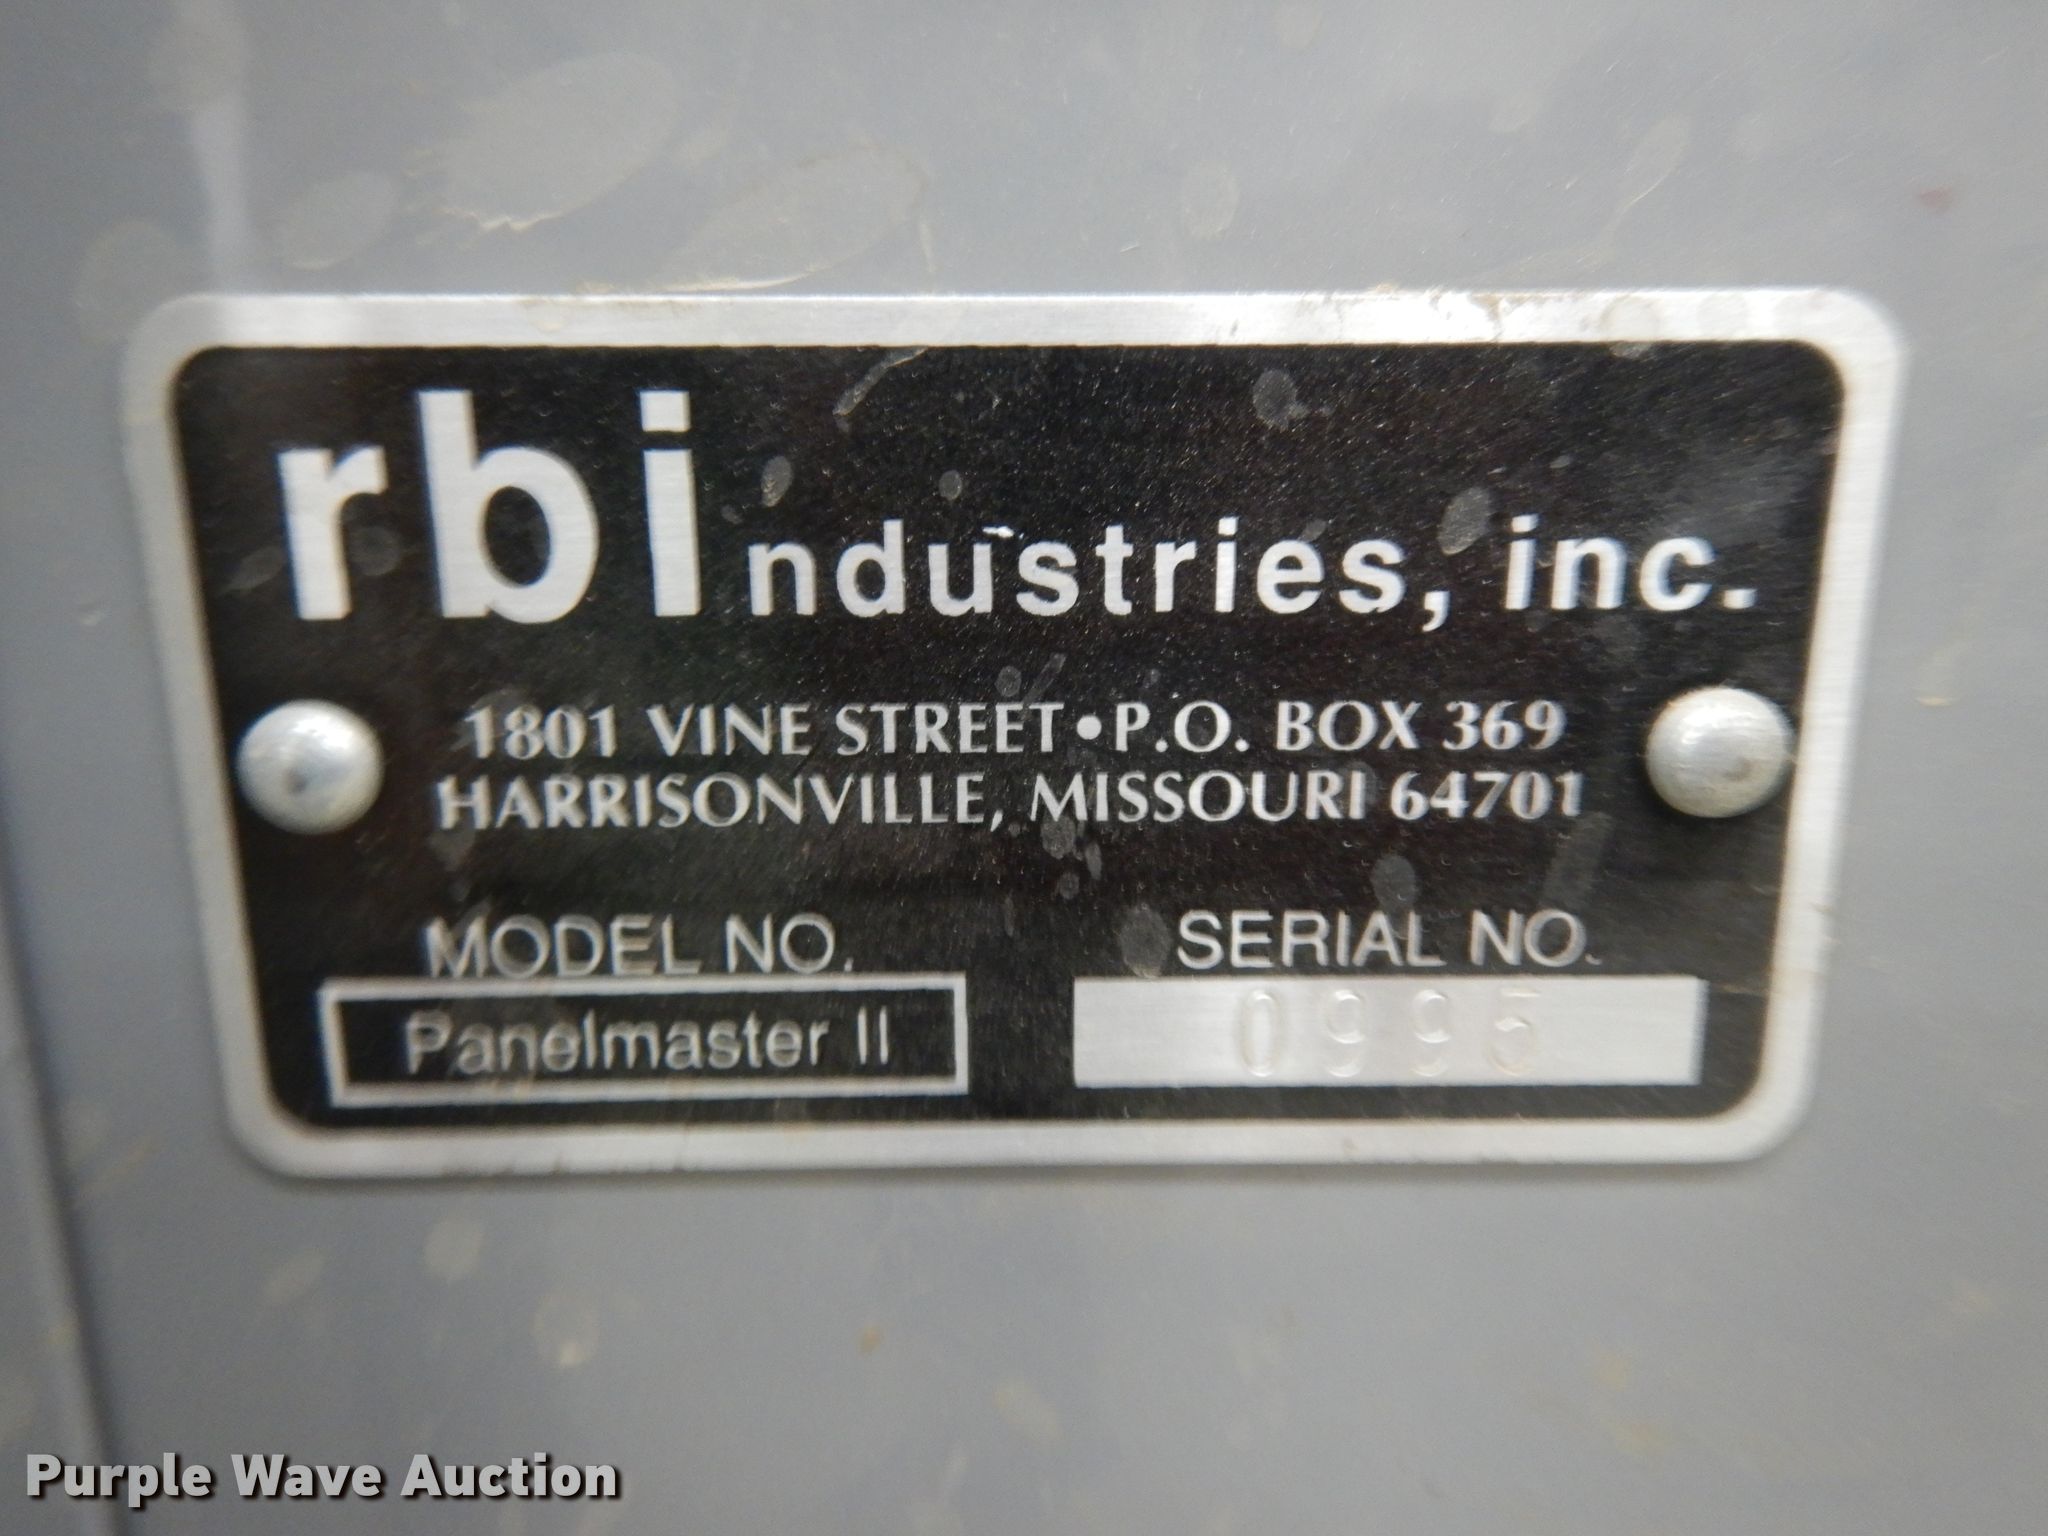 rbindustries, inc.
1801 VINE STREET • P.O. BOX 369
HARRISONVILLE, MISSOURI 64701
MODEL NO. SERIAL NO.
Panelmaster II 0995
Purple Wave Auction